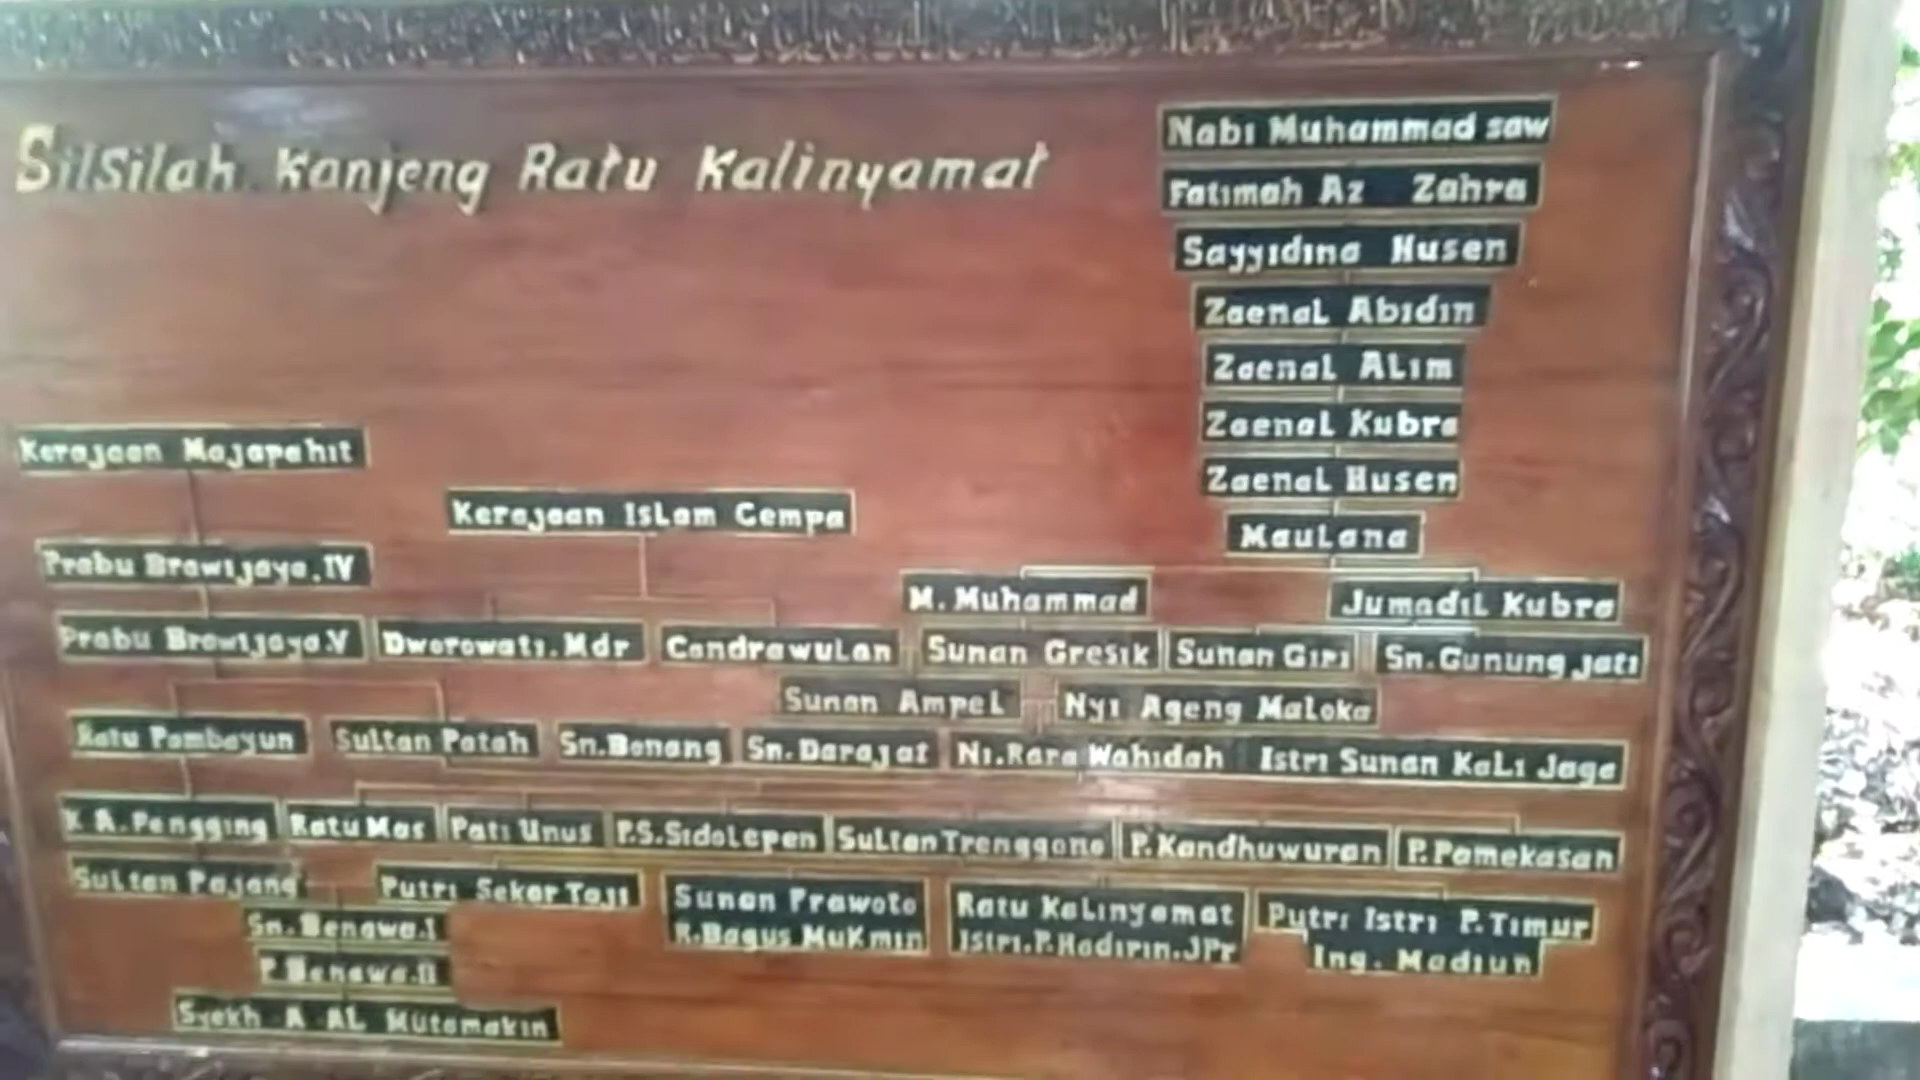 Silsilah Kanjeng Ratu Kalinyamat
Nabi Muhammad saw
Fatimah Az Zahra
Sayyidina Husen
Zaenal Abidin
Zaenal Alim
Zaenal Kubra
Zaenal Husen
Maulana
Kerajaan Majapahit
Kerajaan Islam Cempa
Prabu Brawijaya.IV
M. Muhammad
Jumadil Kubra
Prabu Brawijaya.V
Dworowati.Mdr
Candrawulan
Sunan Gresik
Sunan Giri
Sn.Gunung jati
Sunan Ampel
Nyi Ageng Maloka
Ratu Pambayun
Sultan Patah
Sn.Bonang
Sn.Darajat
Ni.Rara Wahidah
Istri Sunan Kali Jaga
K A.Pengging
Ratu Mas
Pati Unus
P.S.Sidolepen
Sultan Trenggono
P.Kandhuwuran
P.Pamekasan
Sultan Pajang
Putri Sekar Taji
Sunan Prawoto
R.Bagus Mukmin
Ratu Kalinyamat
Istri.P.Hadirin.JPr
Putri Istri P.Timur
Ing. Madiun
Sn.Benawa.I
P.Benawa.II
Syekh A AL Mutamakin